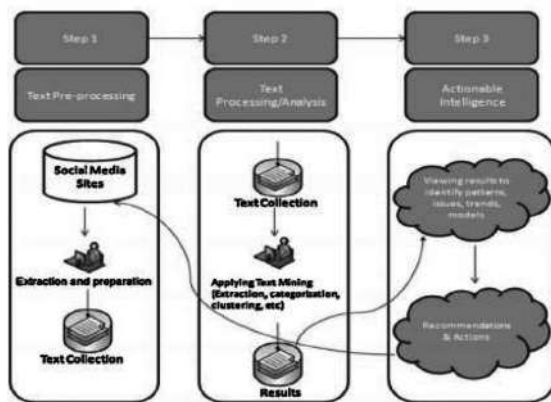 Step 1
Step 2
Step 3
Text Pre-processing
Text
Processing/Analysis
Actionable
Intelligence
Social Media
Sites
Extraction and preparation
Text Collection
Text Collection
Applying Text Mining
(Extraction, categorization,
clustering, etc)
Results
Viewing results to
identify patterns,
issues, trends,
models
Recommendations
& Actions